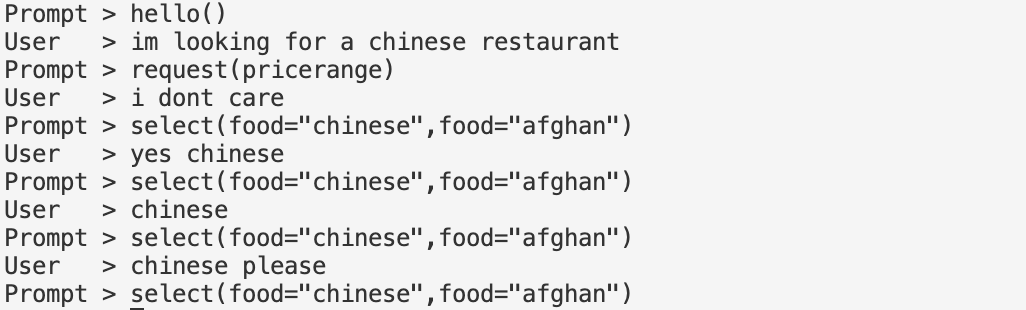 Prompt > hello()
User   > im looking for a chinese restaurant
Prompt > request(pricerange)
User   > i dont care
Prompt > select(food="chinese",food="afghan")
User   > yes chinese
Prompt > select(food="chinese",food="afghan")
User   > chinese
Prompt > select(food="chinese",food="afghan")
User   > chinese please
Prompt > select(food="chinese",food="afghan")